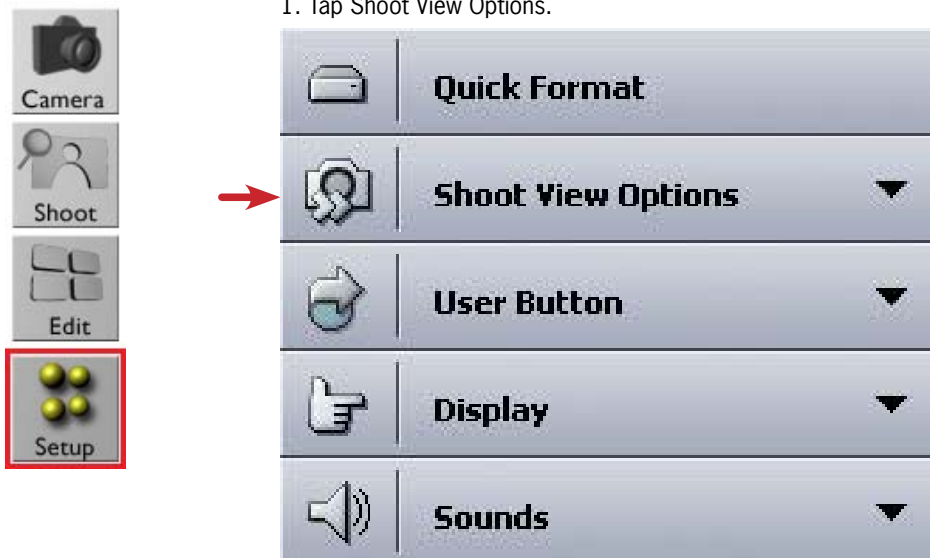 1. Tap Shoot View Options.
Camera
Shoot
Edit
Setup
Quick Format
Shoot View Options
User Button
Display
Sounds